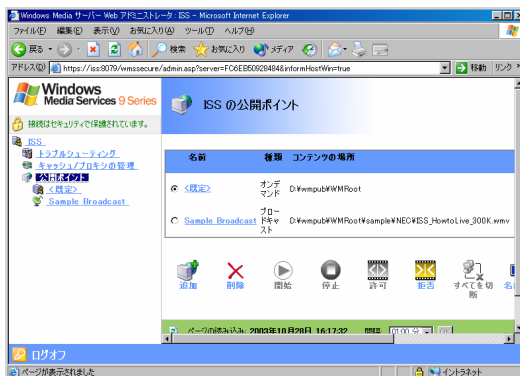 Windows Media サーバー Web アドミニストレータ : ISS - Microsoft Internet Explorer
ファイル(F) 編集(E) 表示(V) お気に入り(A) ツール(T) ヘルプ(H)
戻る 検索 お気に入り メディア
アドレス(D) https://iss:8079/wmssecure/admin.asp?server=FC6EB50928484&informHostWin=true 移動 リンク
Windows
Media Services 9 Series
接続はセキュリティで保護されています。
ISS
トラブルシューティング
キャッシュ/プロキシの管理
公開ポイント
<既定>
Sample Broadcast
ISS の公開ポイント
名前 種類 コンテンツの場所
<既定> オンデマンド D:¥wmpub¥WMRoot
Sample Broadcast ブロードキャスト D:¥wmpub¥WMRoot¥sample¥NEC¥ISS_HowtoLive_300K.wmv
追加 削除 開始 停止 許可 拒否 すべてを切断
ページの読み込み: 2003年10月28日 16:17:32 間隔: 01:00 分 OK
ログオフ
ページが表示されました イントラネット